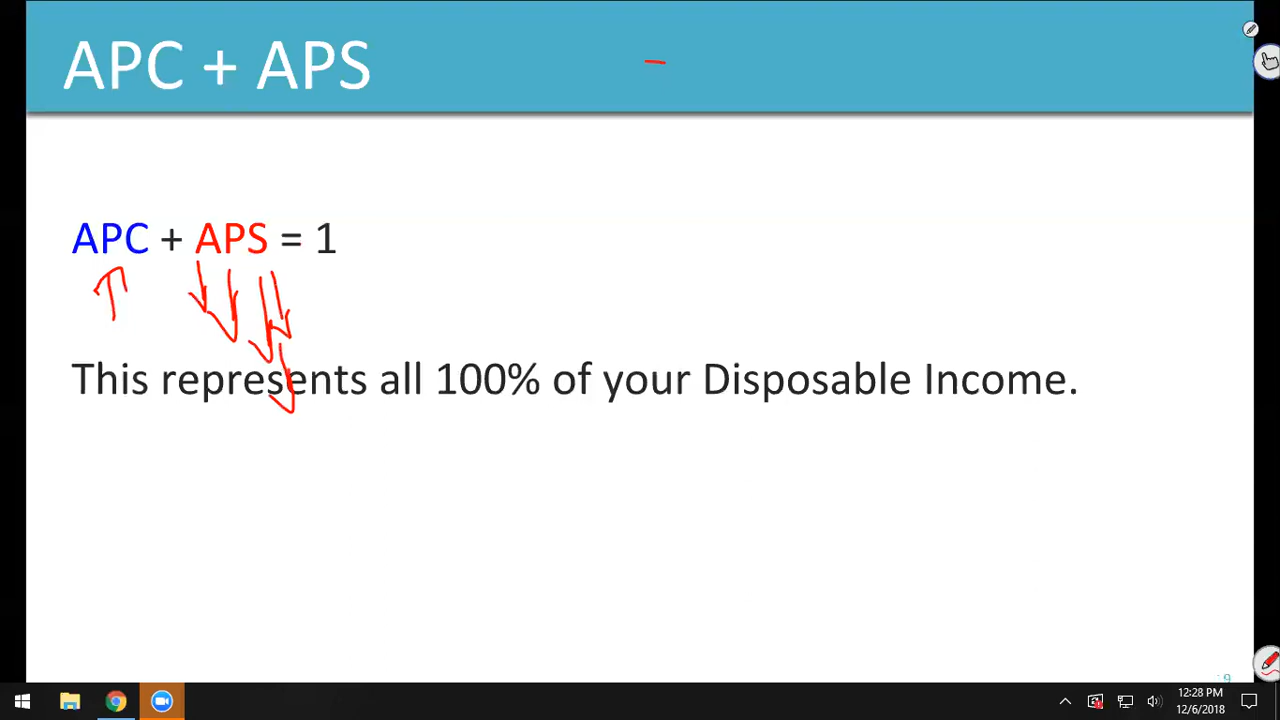 APC + APS
APC + APS = 1
This represents all 100% of your Disposable Income.
12:28 PM
12/6/2018